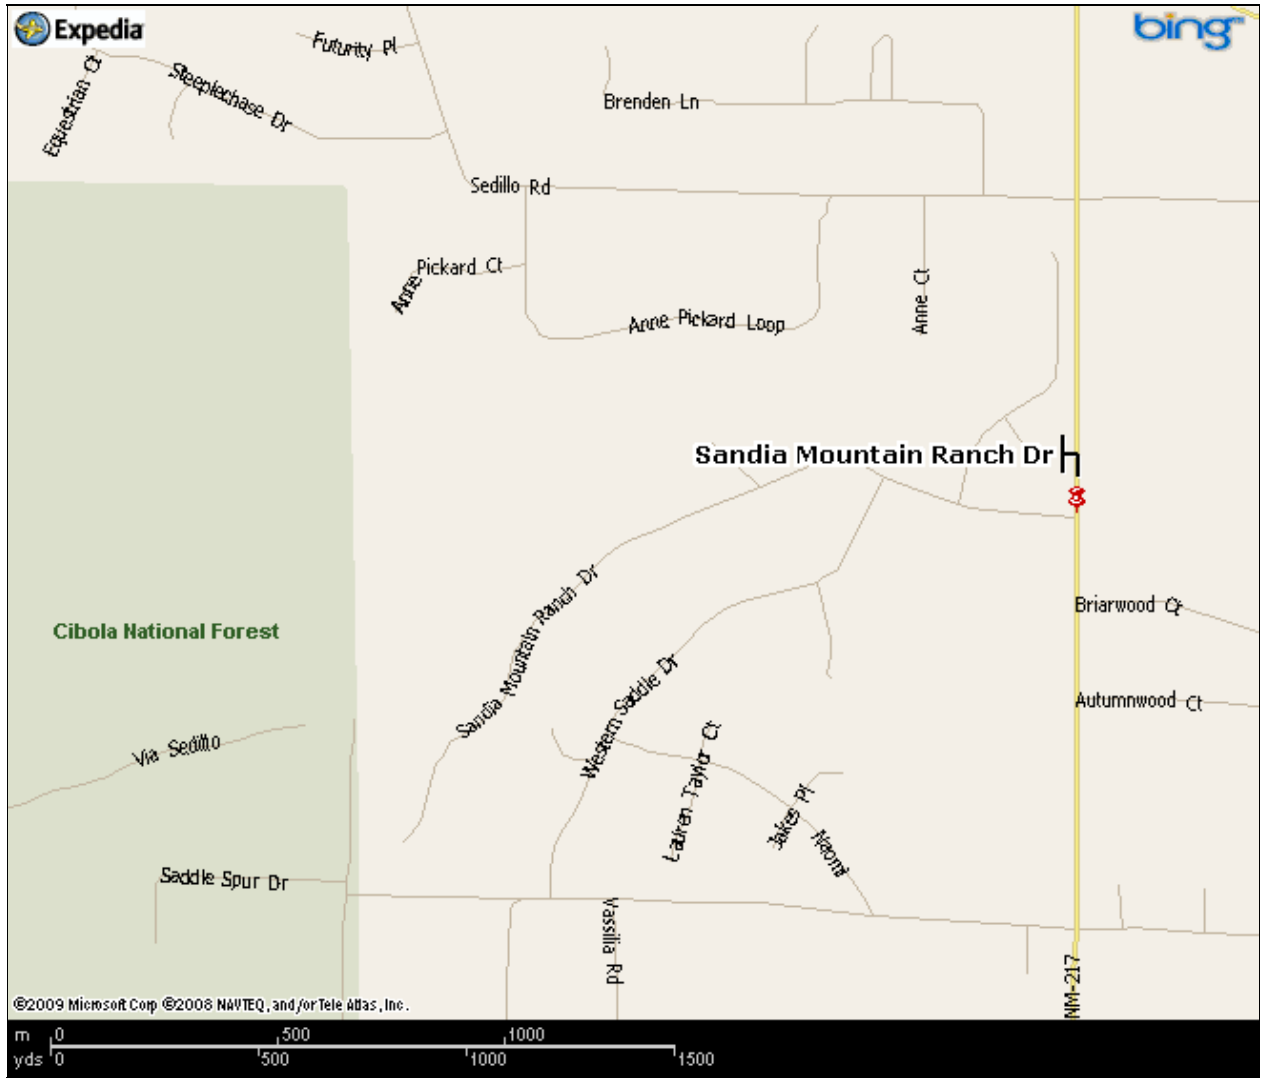 Expedia
bing™
Futurity Pl
Equestrian Ct
Steeplechase Dr
Brenden Ln
Sedillo Rd
Pickard Ct
Anne
Anne Ct
Anne Pickard Loop
Sandia Mountain Ranch Dr
Sandia Mountain Ranch Dr
Briarwood Ct
Cibola National Forest
Western Saddle Dr
Autumnwood Ct
Via Sedillo
Lauren Taylor Ct
Jakes Pl
Naomi
Saddle Spur Dr
Vassilia Rd
NM-217
©2009 Microsoft Corp ©2008 NAVTEQ, and/or Tele Atlas, Inc.
m 0 500 1000
yds 0 500 1000 1500